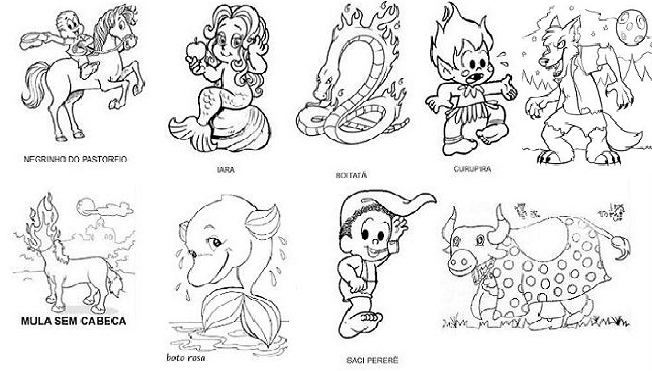 NEGRINHO DO PASTOREIO
IARA
BOITATÁ
CURUPIRA
MULA SEM CABECA
boto rosa
SACI PERERÊ